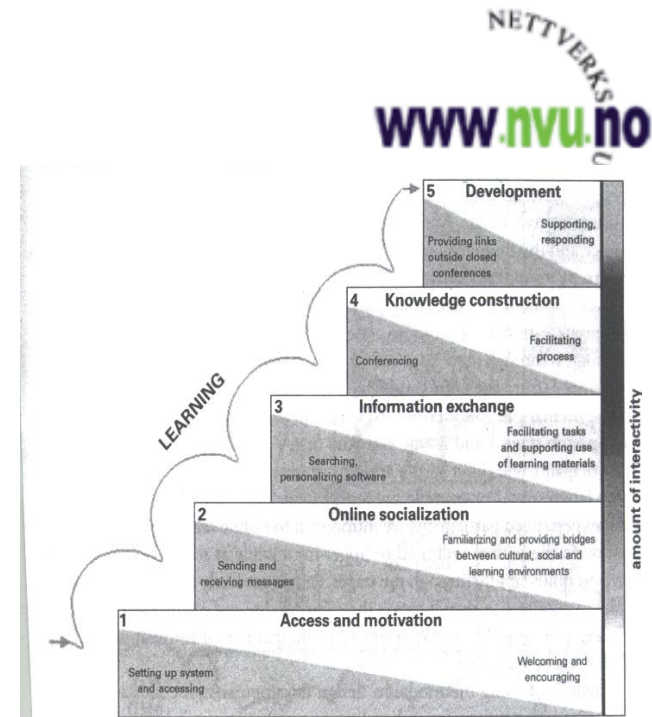 NETTVERKS
www.nvu.no
5 Development
Supporting,
responding
Providing links
outside closed
conferences
4 Knowledge construction
Facilitating
process
Conferencing
3 Information exchange
Facilitating tasks
and supporting use
of learning materials
Searching,
personalizing software
2 Online socialization
Familiarizing and providing bridges
between cultural, social and
learning environments
Sending and
receiving messages
1 Access and motivation
Welcoming and
encouraging
Setting up system
and accessing
LEARNING
amount of interactivity